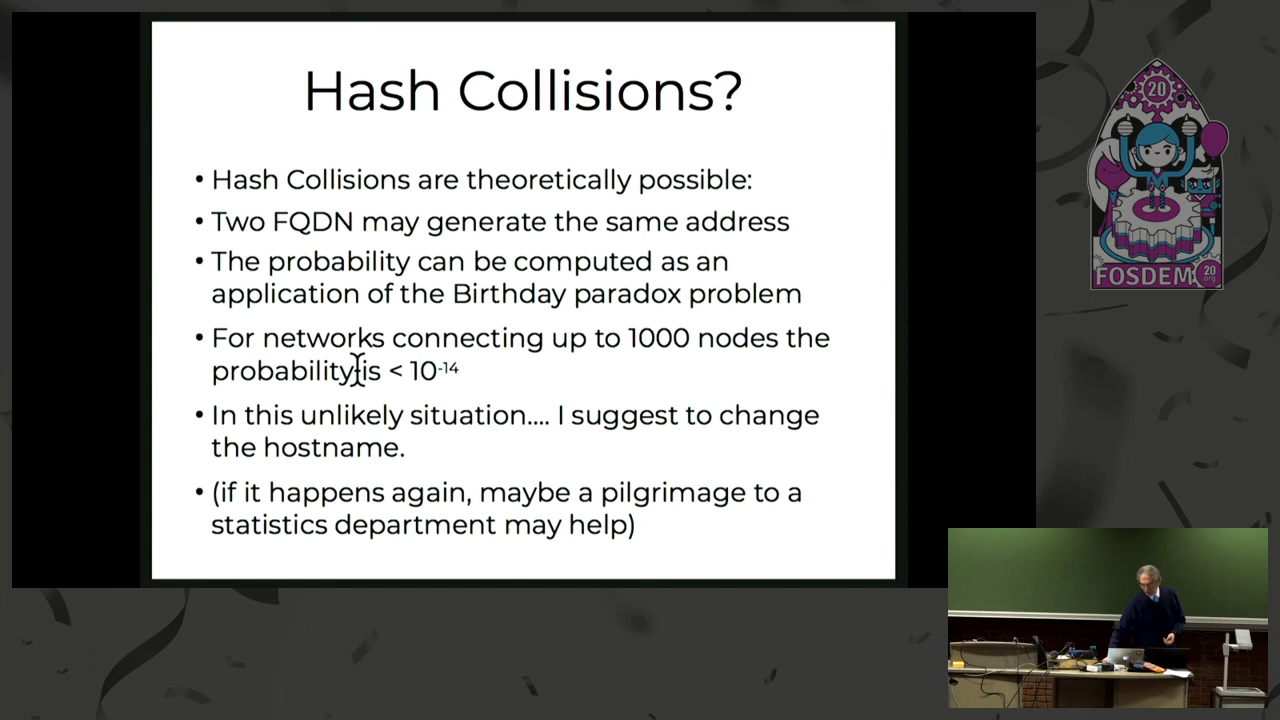 Hash Collisions?
• Hash Collisions are theoretically possible:
• Two FQDN may generate the same address
• The probability can be computed as an
application of the Birthday paradox problem
• For networks connecting up to 1000 nodes the
probability is < 10⁻¹⁴
• In this unlikely situation.... I suggest to change
the hostname.
• (if it happens again, maybe a pilgrimage to a
statistics department may help)
20
FOSDEM
20
.org